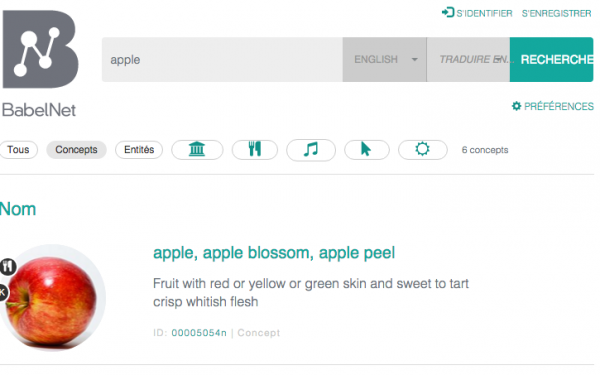 S'IDENTIFIER S'ENREGISTRER
apple ENGLISH TRADUIRE EN... RECHERCHE
BabelNet
PRÉFÉRENCES
Tous Concepts Entités 6 concepts
Nom
apple, apple blossom, apple peel
Fruit with red or yellow or green skin and sweet to tart
crisp whitish flesh
K
ID: 00005054n | Concept